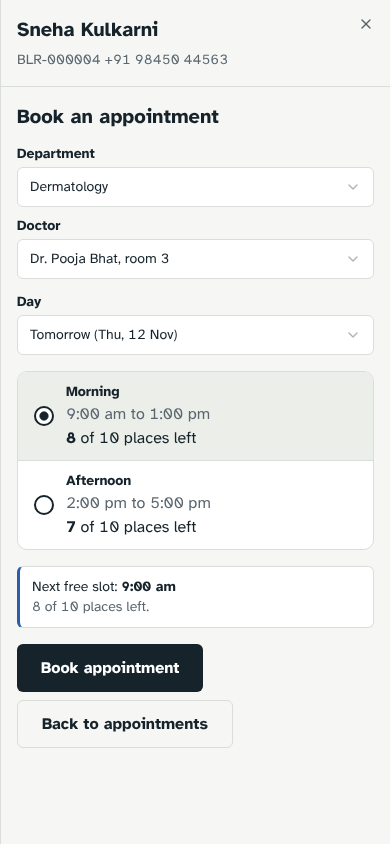 Sneha Kulkarni
BLR-000004 +91 98450 44563
Book an appointment
Department
Dermatology
Doctor
Dr. Pooja Bhat, room 3
Day
Tomorrow (Thu, 12 Nov)
Morning
9:00 am to 1:00 pm
8 of 10 places left
Afternoon
2:00 pm to 5:00 pm
7 of 10 places left
Next free slot: 9:00 am
8 of 10 places left.
Book appointment
Back to appointments